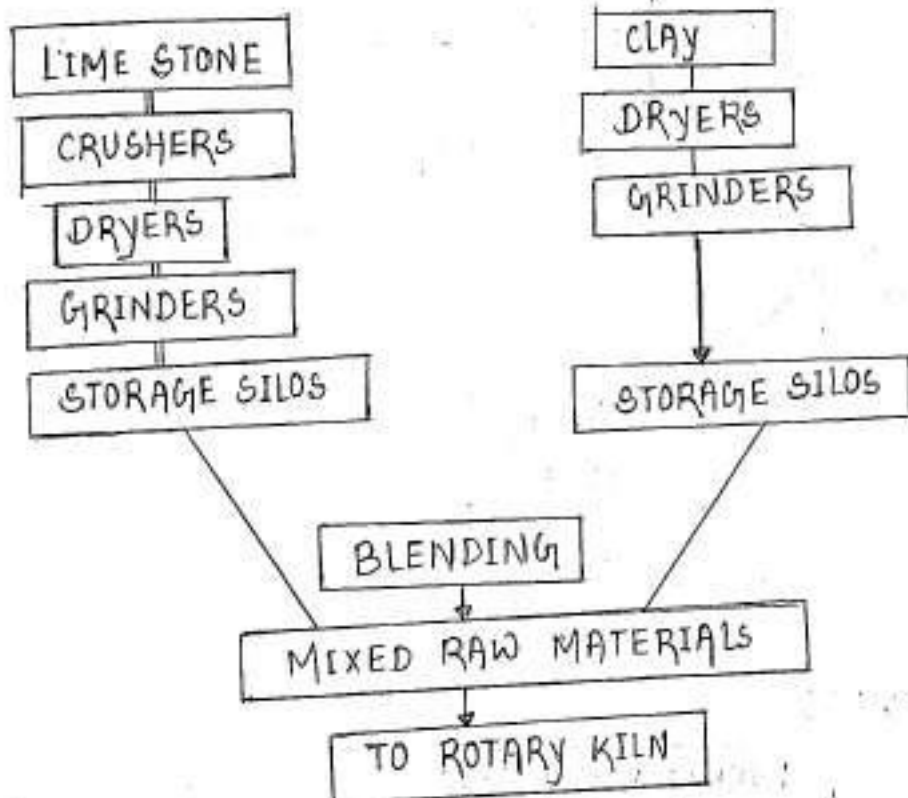 LIME STONE
CRUSHERS
DRYERS
GRINDERS
STORAGE SILOS
CLAY
DRYERS
GRINDERS
STORAGE SILOS
BLENDING
MIXED RAW MATERIALS
TO ROTARY KILN